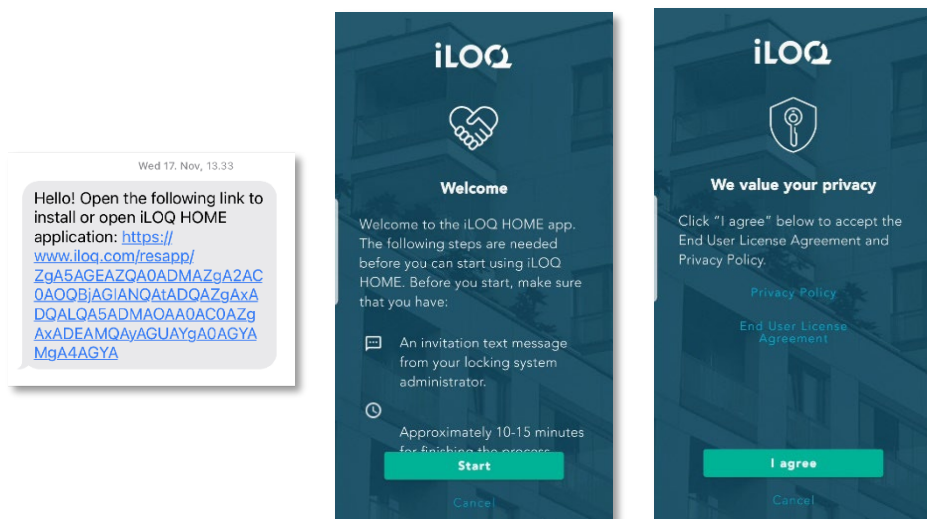 Wed 17. Nov, 13.33
Hello! Open the following link to
install or open iLOQ HOME
application: https://
www.iloq.com/resapp/
ZgA5AGEAZQA0ADMAZgA2AC
0AOQBjAGIANQAtADQAZgAxA
DQALQA5ADMAOAA0AC0AZg
AxADEAMQAyAGUAYgA0AGYA
MgA4AGYA
iLOQ
Welcome
Welcome to the iLOQ HOME app.
The following steps are needed
before you can start using iLOQ
HOME. Before you start, make sure
that you have:
An invitation text message
from your locking system
administrator.
Approximately 10-15 minutes
for finishing the process
Start
Cancel
iLOQ
We value your privacy
Click "I agree" below to accept the
End User License Agreement and
Privacy Policy.
Privacy Policy
End User License
Agreement
I agree
Cancel